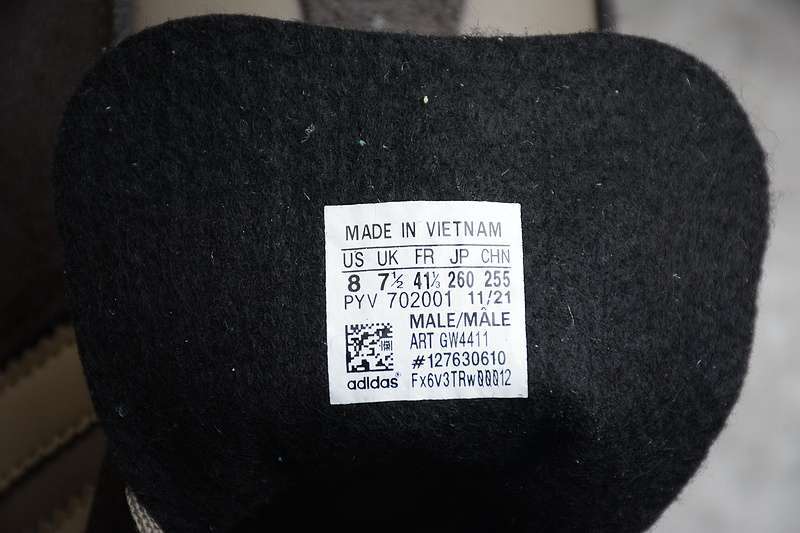 MADE IN VIETNAM
US UK FR JP CHN
8 7½ 41⅓ 260 255
PYV 702001 11/21
MALE/MÂLE
ART GW4411
#127630610
adidas® Fx6V3TRw00012